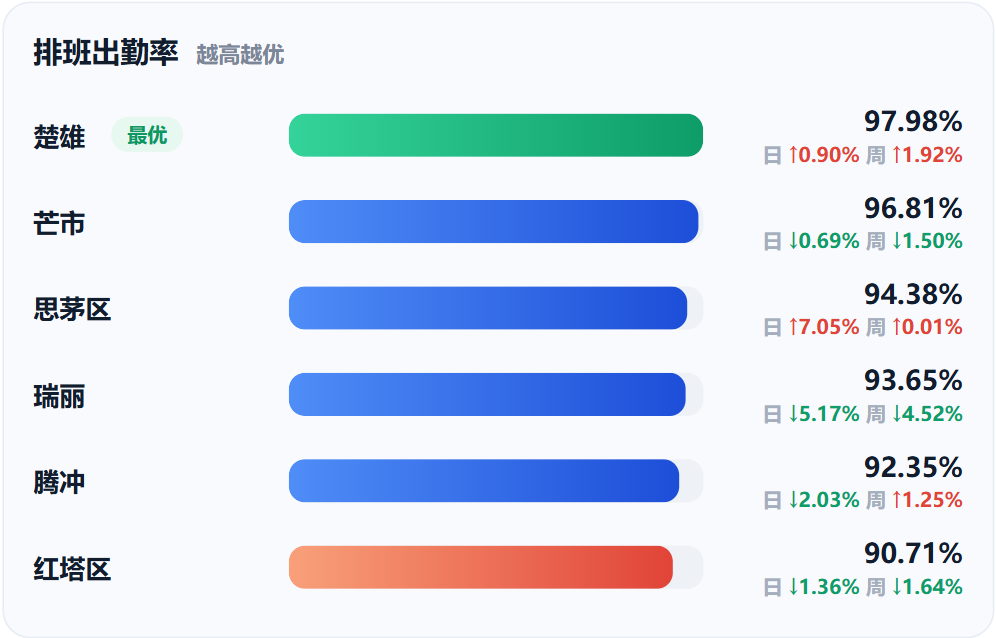 排班出勤率 越高越优
楚雄 最优 97.98%
日 ↑0.90% 周 ↑1.92%
芒市 96.81%
日 ↓0.69% 周 ↓1.50%
思茅区 94.38%
日 ↑7.05% 周 ↑0.01%
瑞丽 93.65%
日 ↓5.17% 周 ↓4.52%
腾冲 92.35%
日 ↓2.03% 周 ↑1.25%
红塔区 90.71%
日 ↓1.36% 周 ↓1.64%